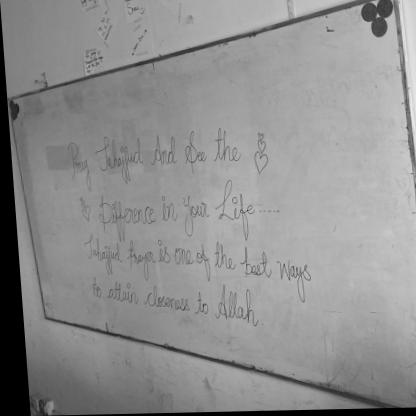 Pray Tahajjud And See the
Difference in Your Life.....
Tahajjud Prayer is one of the best ways
to attain closeness to Allah.